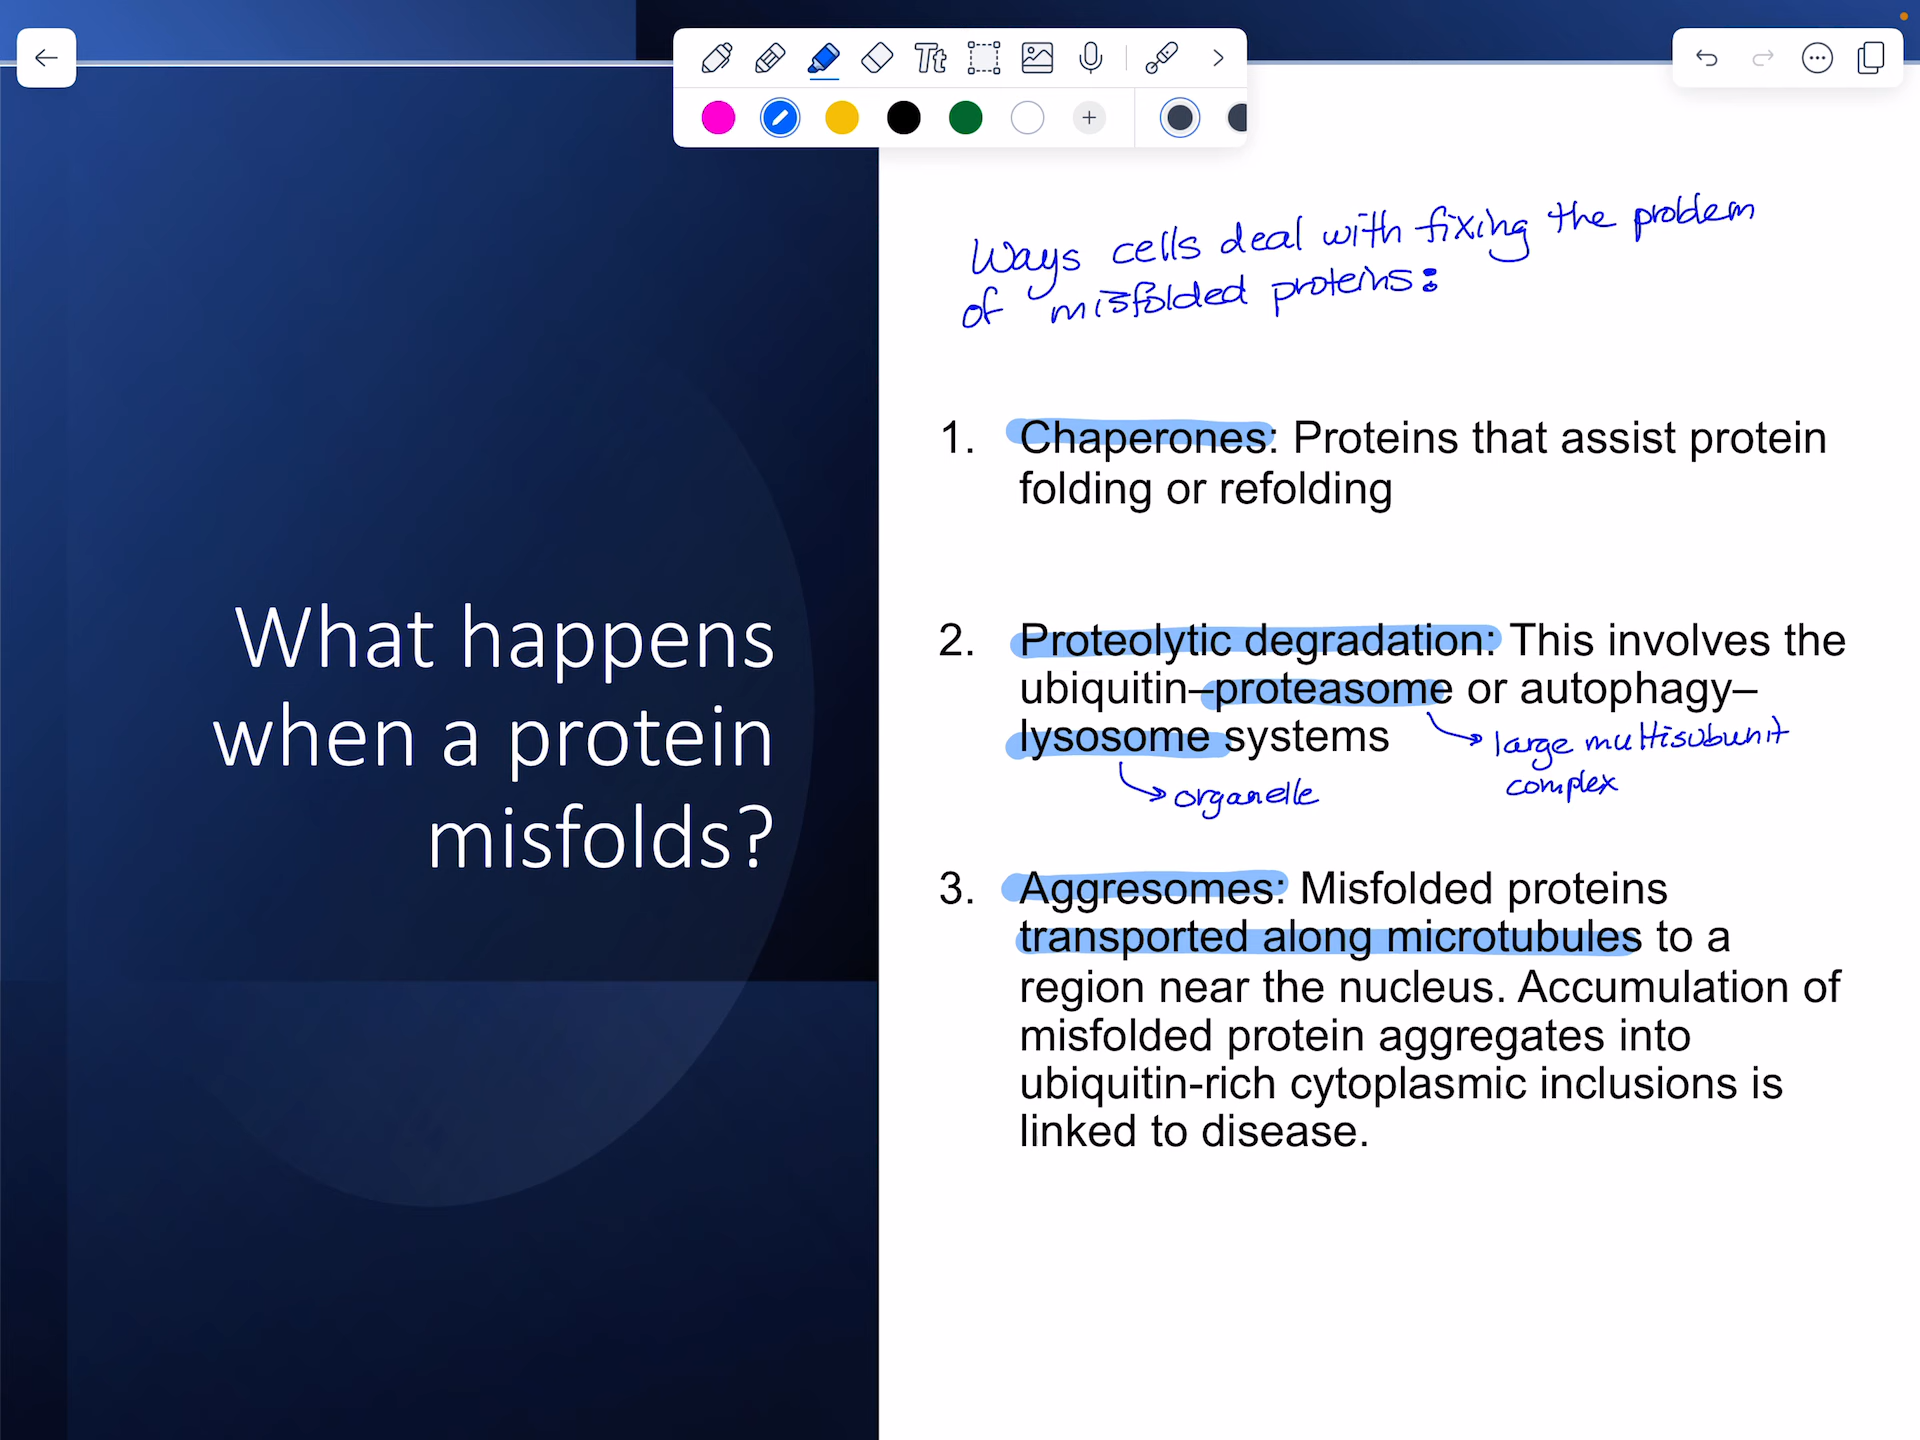 Tt
Ways cells deal with fixing the problem
of misfolded proteins:
What happens
when a protein
misfolds?
1. Chaperones: Proteins that assist protein
folding or refolding
2. Proteolytic degradation: This involves the
ubiquitin–proteasome or autophagy–
lysosome systems
large multisubunit
complex
organelle
3. Aggresomes: Misfolded proteins
transported along microtubules to a
region near the nucleus. Accumulation of
misfolded protein aggregates into
ubiquitin-rich cytoplasmic inclusions is
linked to disease.